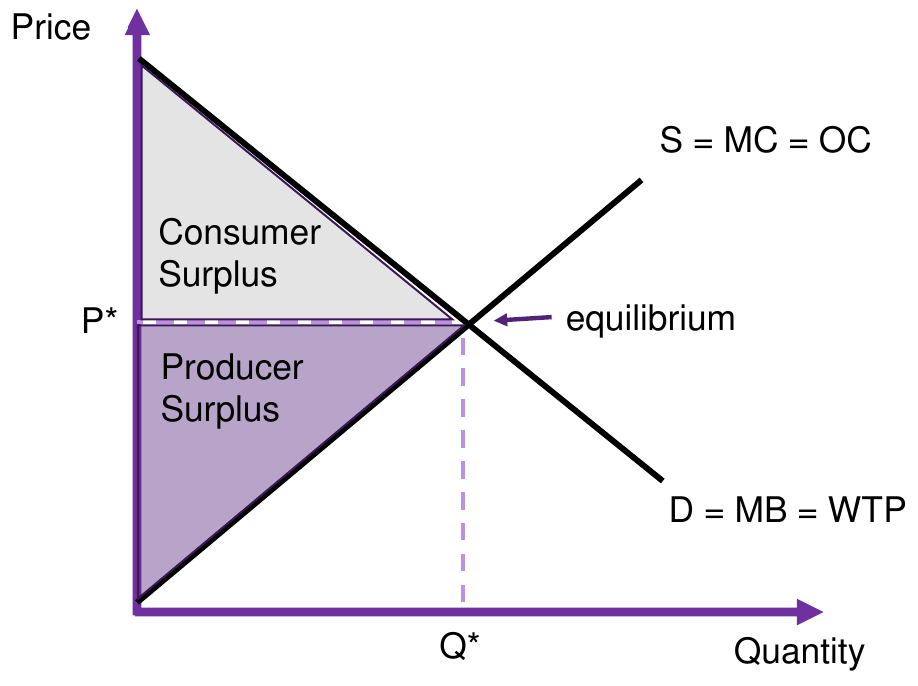 Price
S = MC = OC
Consumer
Surplus
P*
equilibrium
Producer
Surplus
D = MB = WTP
Q*
Quantity